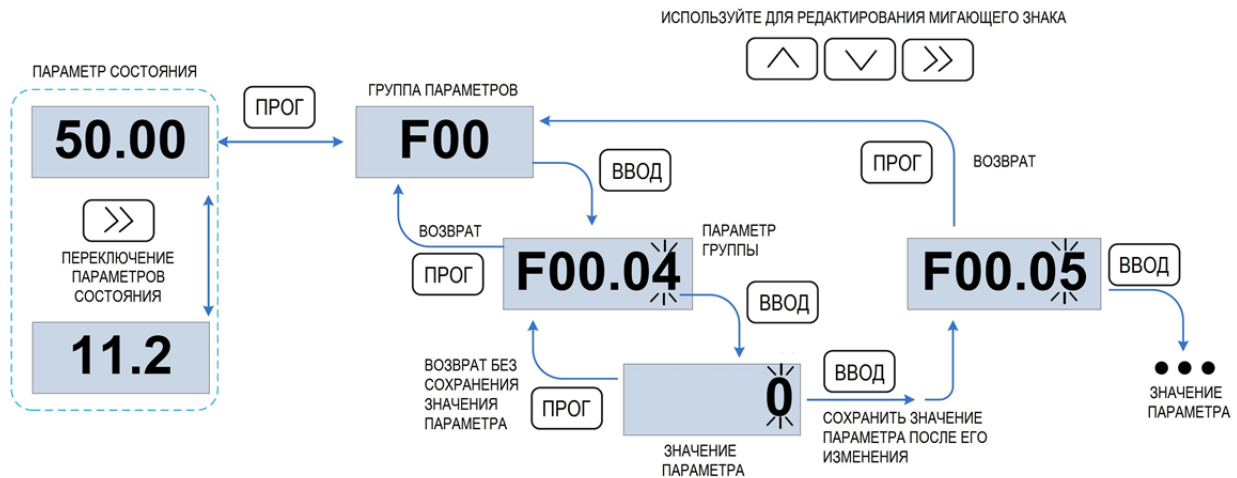 ИСПОЛЬЗУЙТЕ ДЛЯ РЕДАКТИРОВАНИЯ МИГАЮЩЕГО ЗНАКА
ПАРАМЕТР СОСТОЯНИЯ
50.00
ПРОГ
ГРУППА ПАРАМЕТРОВ
F00
ВВОД
ПРОГ
ВОЗВРАТ
ПЕРЕКЛЮЧЕНИЕ
ПАРАМЕТРОВ
СОСТОЯНИЯ
11.2
ВОЗВРАТ
ПРОГ
F00.04
ПАРАМЕТР
ГРУППЫ
ВВОД
F00.05
ВВОД
ВОЗВРАТ БЕЗ
СОХРАНЕНИЯ
ЗНАЧЕНИЯ
ПАРАМЕТРА
ПРОГ
0
ЗНАЧЕНИЕ
ПАРАМЕТРА
ВВОД
СОХРАНИТЬ ЗНАЧЕНИЕ
ПАРАМЕТРА ПОСЛЕ ЕГО
ИЗМЕНЕНИЯ
ЗНАЧЕНИЕ
ПАРАМЕТРА